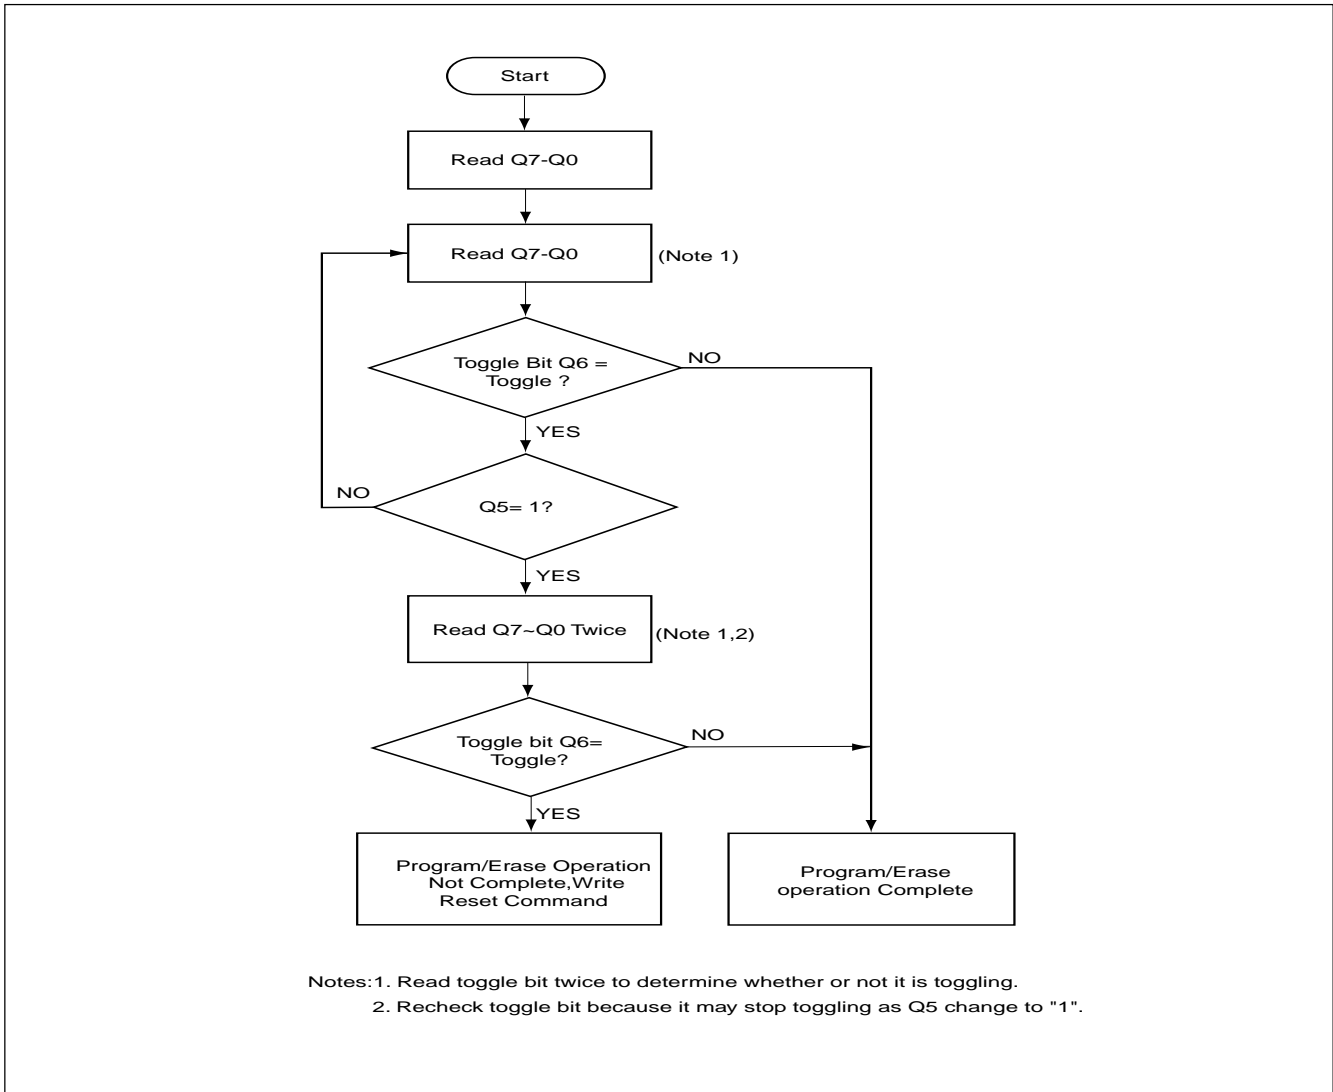 Start
Read Q7-Q0
Read Q7-Q0
(Note 1)
Toggle Bit Q6 =
Toggle ?
NO
YES
Q5= 1?
NO
YES
Read Q7~Q0 Twice
(Note 1,2)
Toggle bit Q6=
Toggle?
NO
YES
Program/Erase Operation
Not Complete,Write
Reset Command
Program/Erase
operation Complete
Notes:1. Read toggle bit twice to determine whether or not it is toggling.
2. Recheck toggle bit because it may stop toggling as Q5 change to "1".